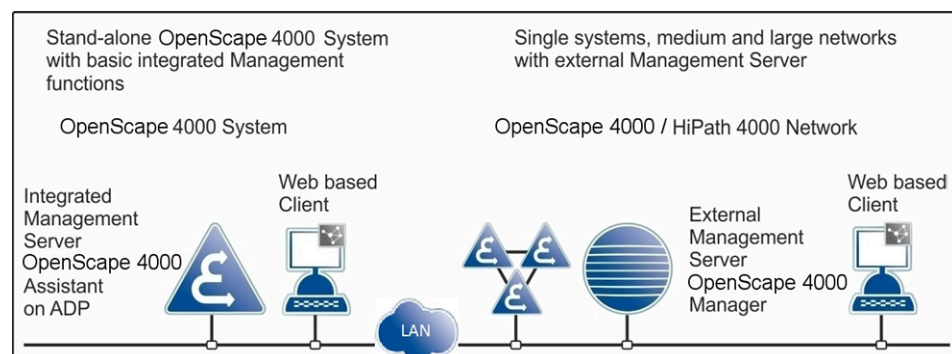 Stand-alone OpenScape 4000 System
with basic integrated Management
functions
Single systems, medium and large networks
with external Management Server
OpenScape 4000 System
OpenScape 4000 / HiPath 4000 Network
Integrated
Management
Server
OpenScape 4000
Assistant
on ADP
Web based
Client
External
Management
Server
OpenScape 4000
Manager
Web based
Client
LAN